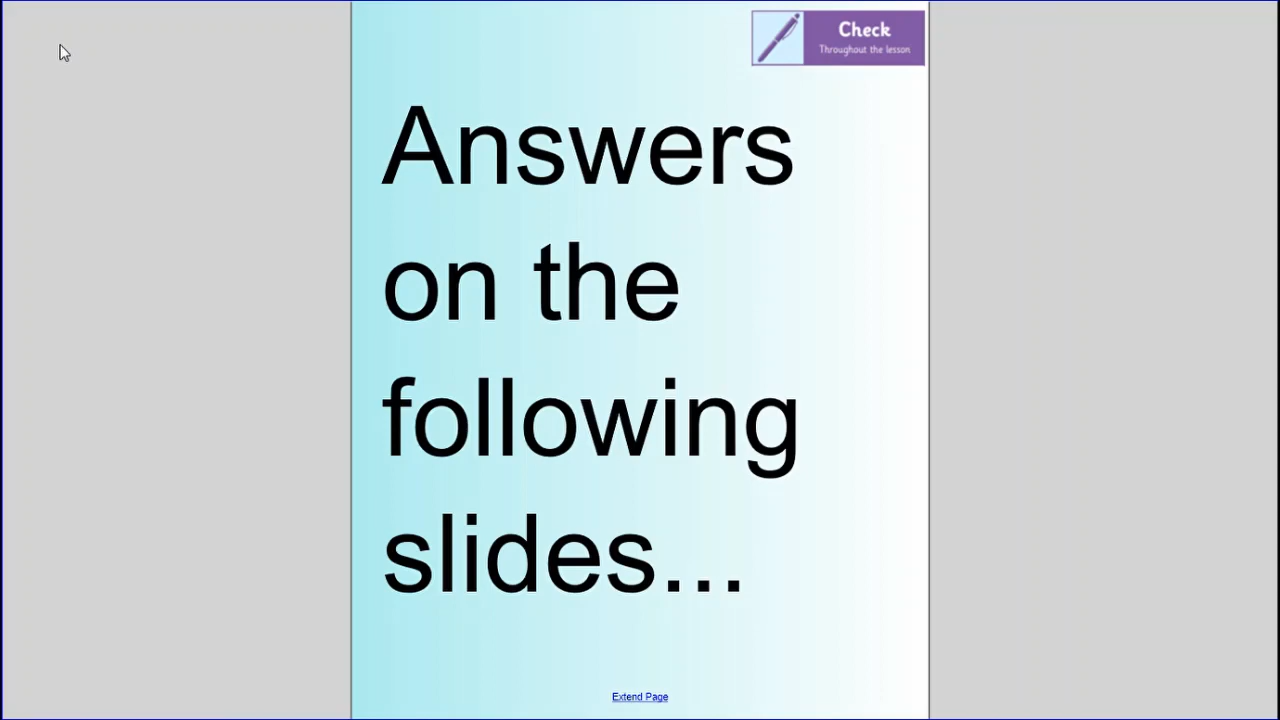 Check
Throughout the lesson
Answers
on the
following
slides...
Extend Page